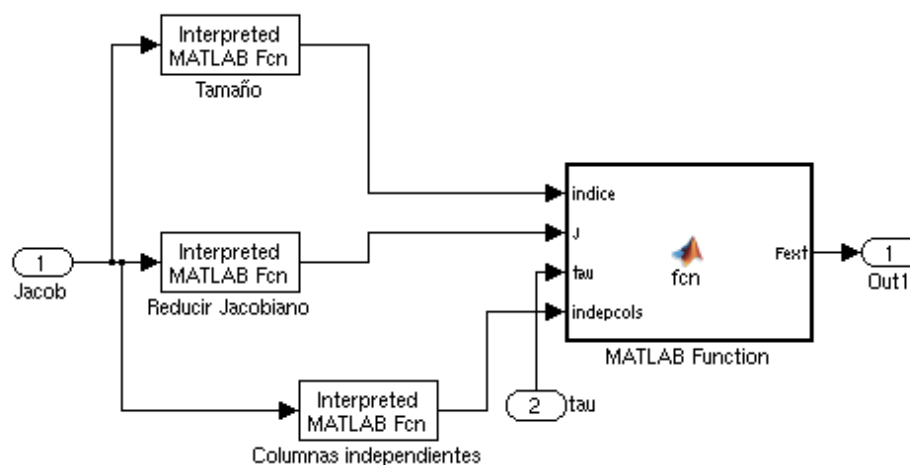 Interpreted
MATLAB Fcn
Tamaño
indice
Interpreted
MATLAB Fcn
Reducir Jacobiano
J
1
Jacob
tau
fcn
Fext
1
Out1
indepcols
MATLAB Function
Interpreted
MATLAB Fcn
Columnas independientes
2
tau